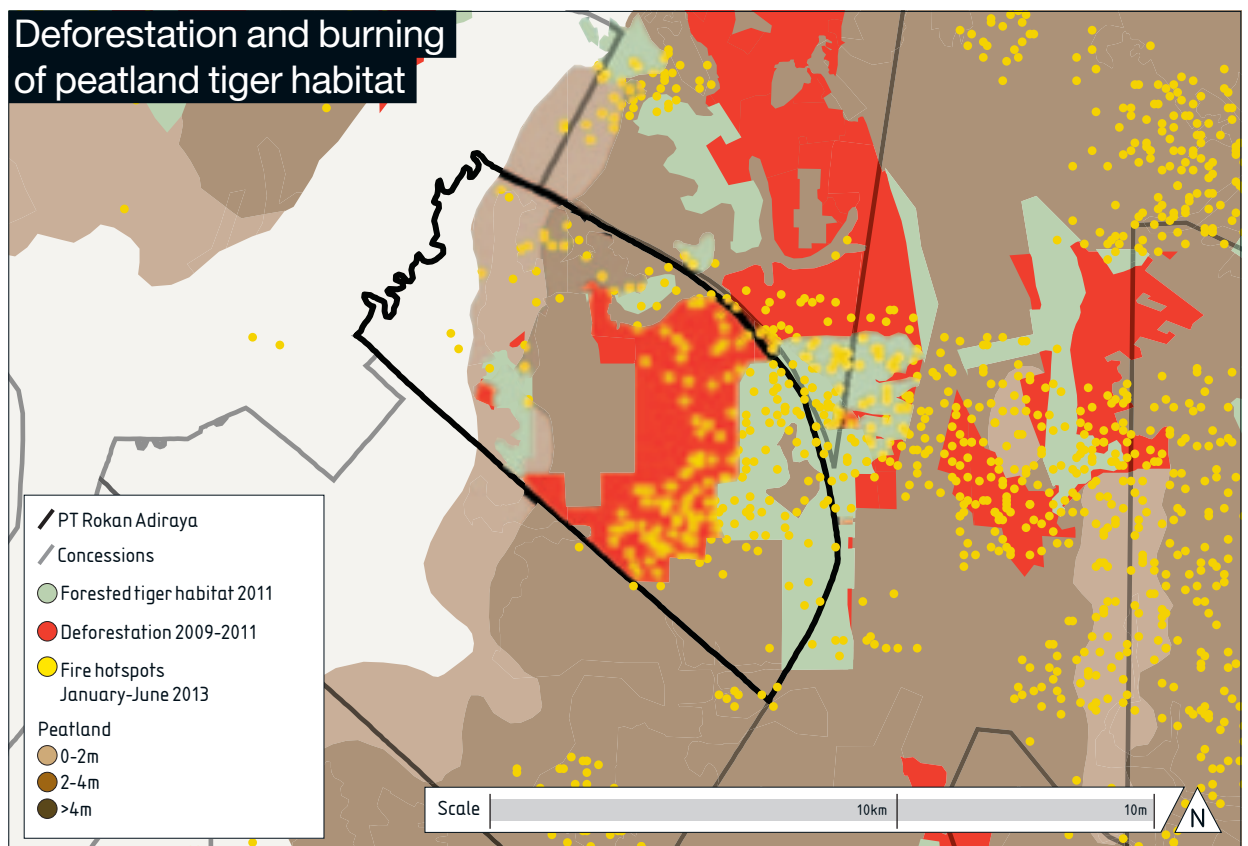 Deforestation and burning
of peatland tiger habitat
PT Rokan Adiraya
Concessions
Forested tiger habitat 2011
Deforestation 2009-2011
Fire hotspots
January-June 2013
Peatland
0-2m
2-4m
>4m
Scale
10km
10m
N